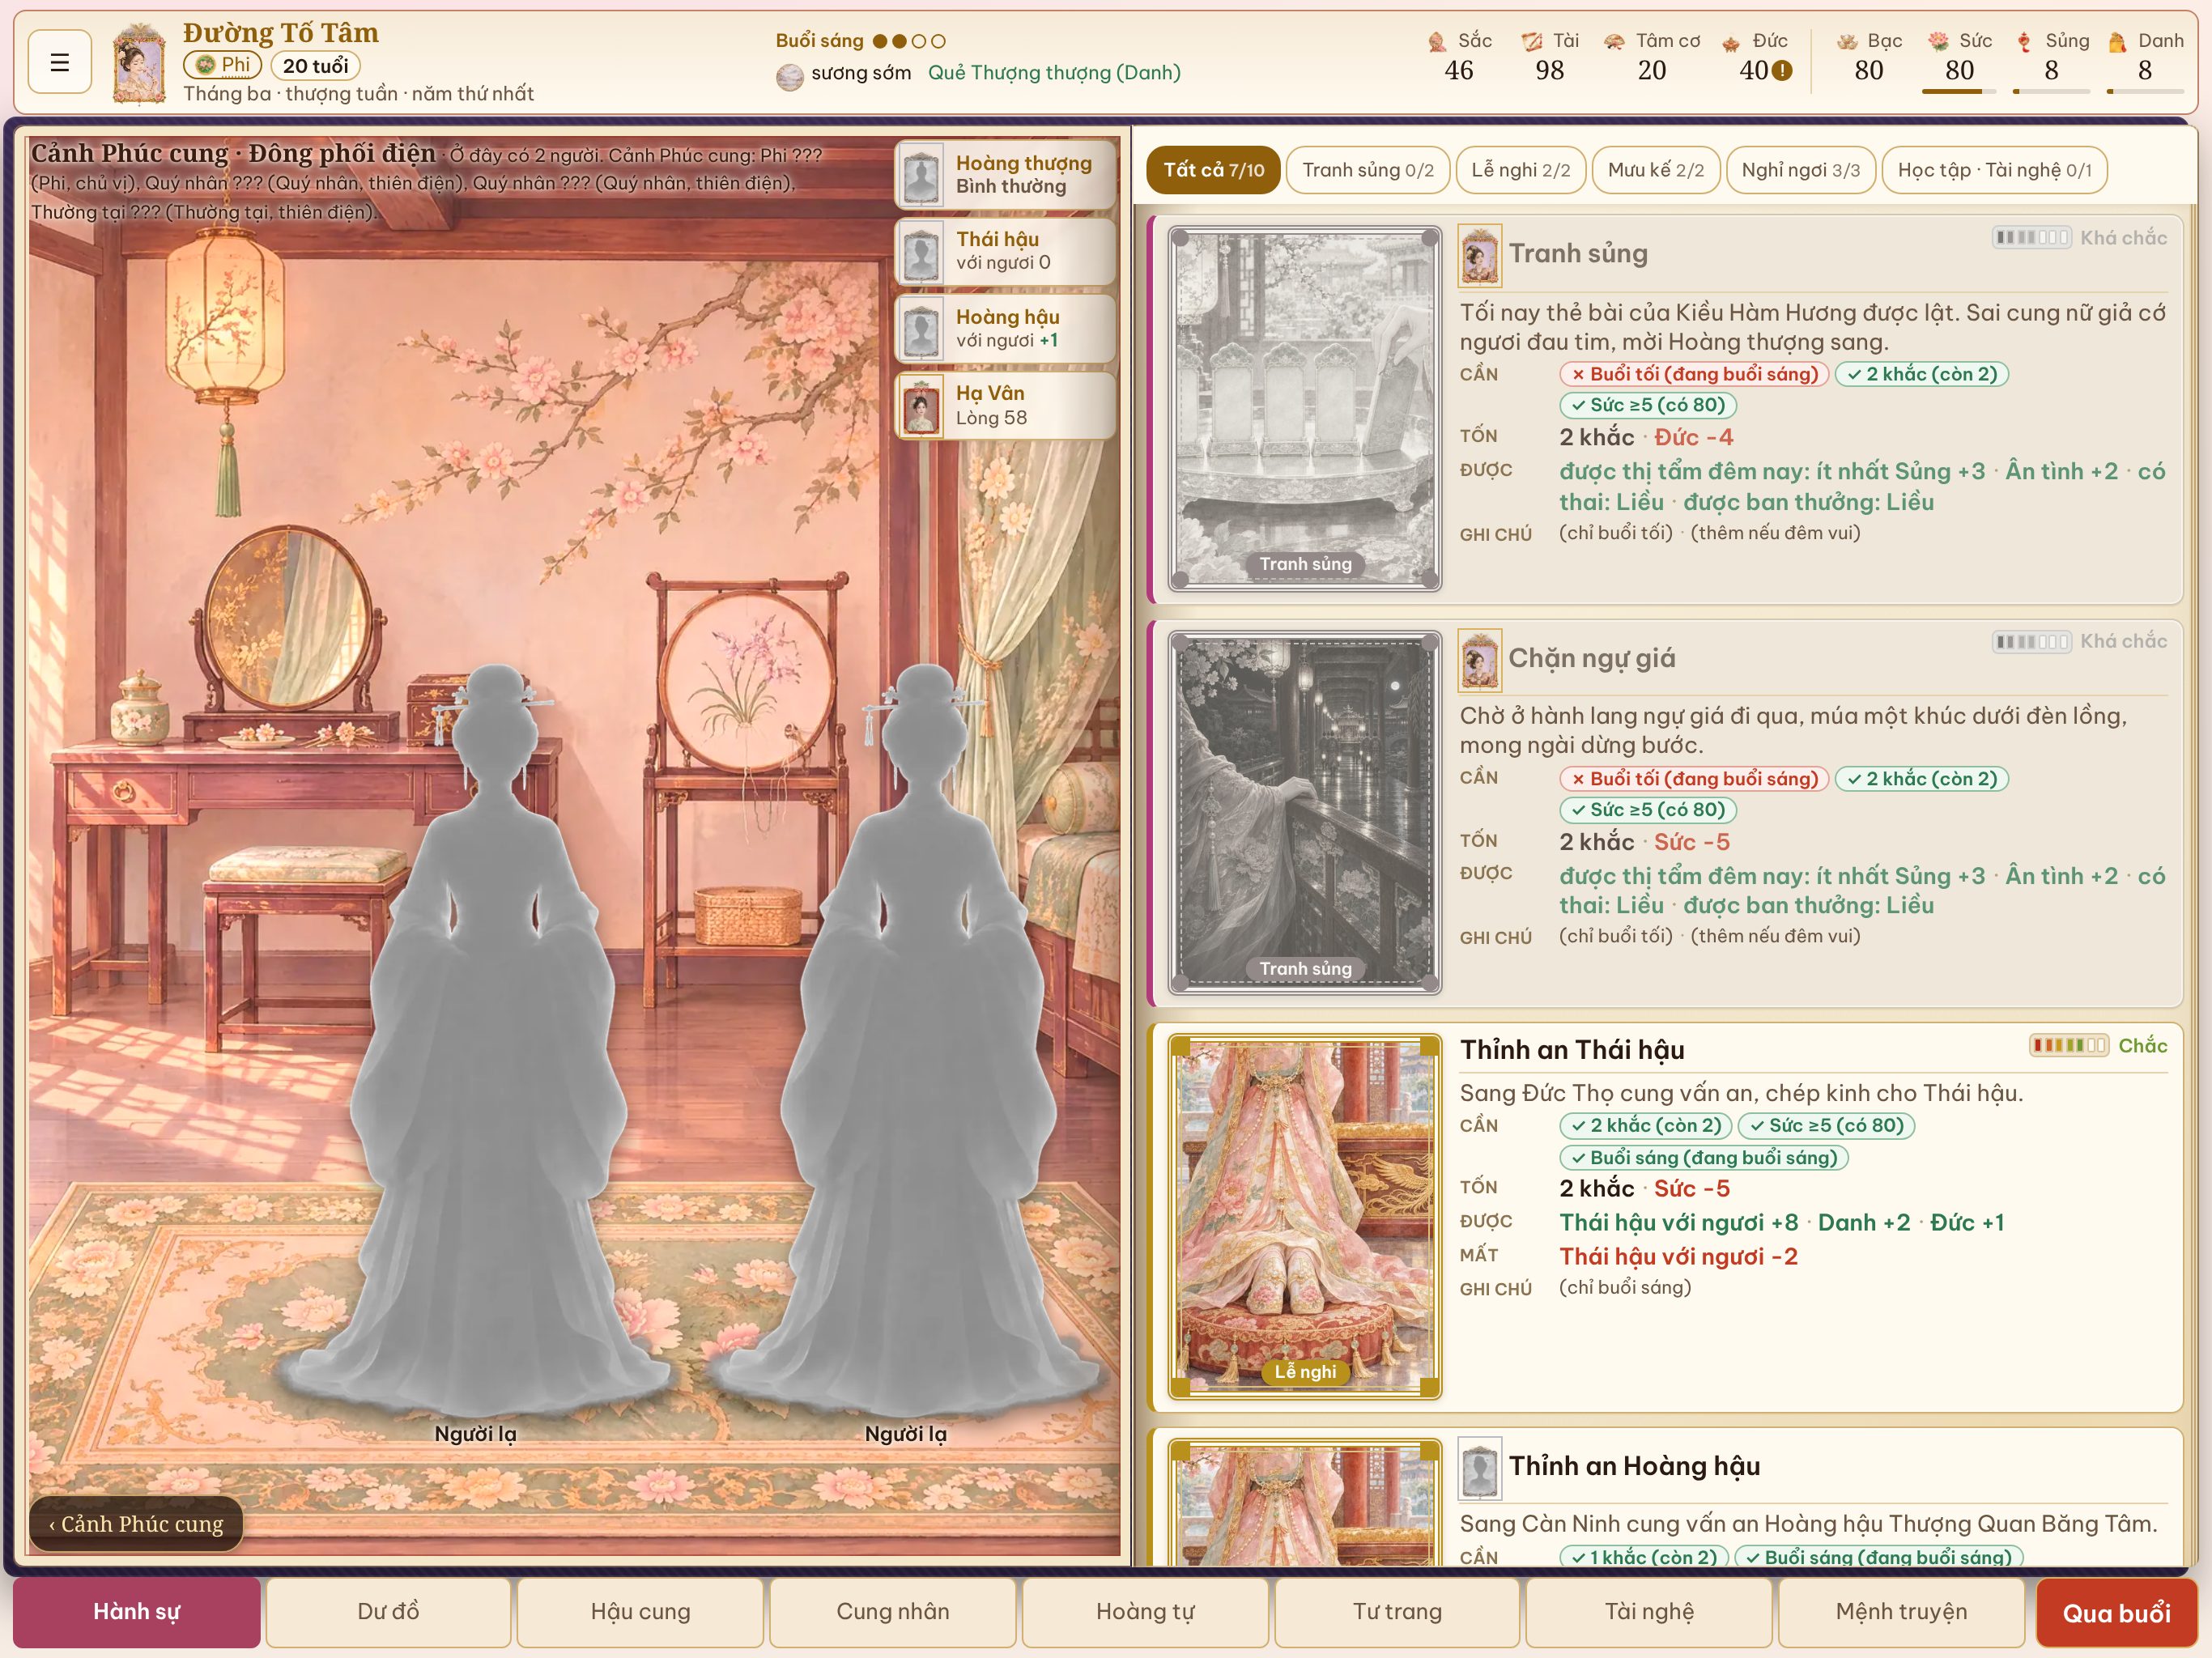 ☰
Đường Tố Tâm
Phi
20 tuổi
Tháng ba · thượng tuần · năm thứ nhất
Buổi sáng
sương sớm Quẻ Thượng thượng (Danh)
Sắc 46
Tài 98
Tâm cơ 20
Đức 40 !
Bạc 80
Sức 80
Sủng 8
Danh 8
Cảnh Phúc cung · Đông phối điện · Ở đây có 2 người. Cảnh Phúc cung: Phi ???
(Phi, chủ vị), Quý nhân ??? (Quý nhân, thiên điện), Quý nhân ??? (Quý nhân, thiên điện),
Thường tại ??? (Thường tại, thiên điện).
Hoàng thượng
Bình thường
Thái hậu
với ngươi 0
Hoàng hậu
với ngươi +1
Hạ Vân
Lòng 58
Người lạ
Người lạ
‹ Cảnh Phúc cung
Tất cả 7/10
Tranh sủng 0/2
Lễ nghi 2/2
Mưu kế 2/2
Nghỉ ngơi 3/3
Học tập · Tài nghệ 0/1
Tranh sủng
Tranh sủng
Khá chắc
Tối nay thẻ bài của Kiều Hàm Hương được lật. Sai cung nữ giả cớ
ngươi đau tim, mời Hoàng thượng sang.
CẦN × Buổi tối (đang buổi sáng) ✓ 2 khắc (còn 2)
✓ Sức ≥5 (có 80)
TỐN 2 khắc · Đức -4
ĐƯỢC được thị tẩm đêm nay: ít nhất Sủng +3 · Ân tình +2 · có
thai: Liều · được ban thưởng: Liều
GHI CHÚ (chỉ buổi tối) · (thêm nếu đêm vui)
Tranh sủng
Chặn ngự giá
Khá chắc
Chờ ở hành lang ngự giá đi qua, múa một khúc dưới đèn lồng,
mong ngài dừng bước.
CẦN × Buổi tối (đang buổi sáng) ✓ 2 khắc (còn 2)
✓ Sức ≥5 (có 80)
TỐN 2 khắc · Sức -5
ĐƯỢC được thị tẩm đêm nay: ít nhất Sủng +3 · Ân tình +2 · có
thai: Liều · được ban thưởng: Liều
GHI CHÚ (chỉ buổi tối) · (thêm nếu đêm vui)
Lễ nghi
Thỉnh an Thái hậu
Chắc
Sang Đức Thọ cung vấn an, chép kinh cho Thái hậu.
CẦN ✓ 2 khắc (còn 2) ✓ Sức ≥5 (có 80)
✓ Buổi sáng (đang buổi sáng)
TỐN 2 khắc · Sức -5
ĐƯỢC Thái hậu với ngươi +8 · Danh +2 · Đức +1
MẤT Thái hậu với ngươi -2
GHI CHÚ (chỉ buổi sáng)
Thỉnh an Hoàng hậu
Sang Càn Ninh cung vấn an Hoàng hậu Thượng Quan Băng Tâm.
CẦN ✓ 1 khắc (còn 2) ✓ Buổi sáng (đang buổi sáng)
Hành sự
Dư đồ
Hậu cung
Cung nhân
Hoàng tự
Tư trang
Tài nghệ
Mệnh truyện
Qua buổi